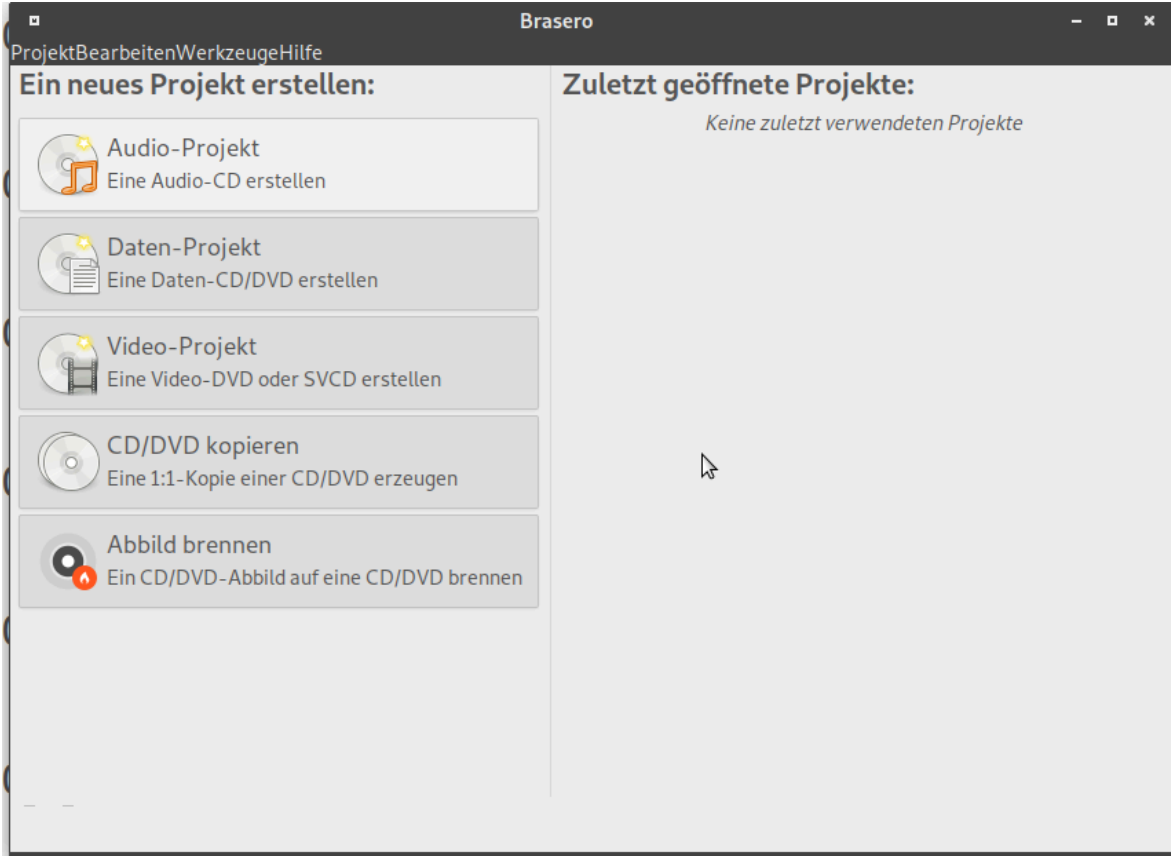 Brasero
ProjektBearbeitenWerkzeugeHilfe
Ein neues Projekt erstellen:
Audio-Projekt
Eine Audio-CD erstellen
Daten-Projekt
Eine Daten-CD/DVD erstellen
Video-Projekt
Eine Video-DVD oder SVCD erstellen
CD/DVD kopieren
Eine 1:1-Kopie einer CD/DVD erzeugen
Abbild brennen
Ein CD/DVD-Abbild auf eine CD/DVD brennen
Zuletzt geöffnete Projekte:
Keine zuletzt verwendeten Projekte